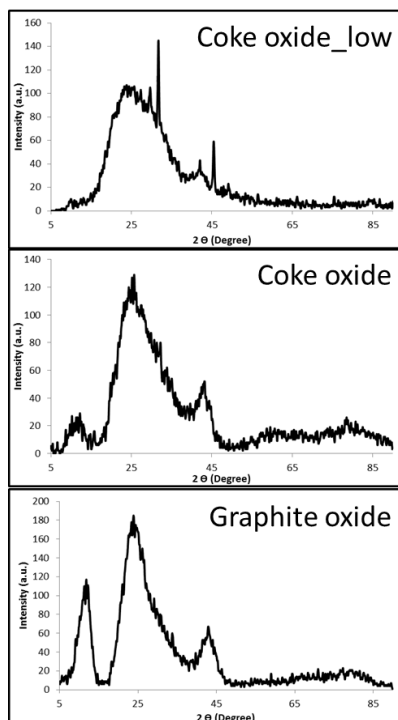 Coke oxide_low
160
140
120
100
80
60
40
20
0
Intensity (a.u.)
5 25 45 65 85
2 Θ (Degree)
Coke oxide
140
120
100
80
60
40
20
0
Intensity (a.u.)
5 25 45 65 85
2 Θ (Degree)
Graphite oxide
200
180
160
140
120
100
80
60
40
20
0
Intensity (a.u.)
5 25 45 65 85
2 Θ (Degree)